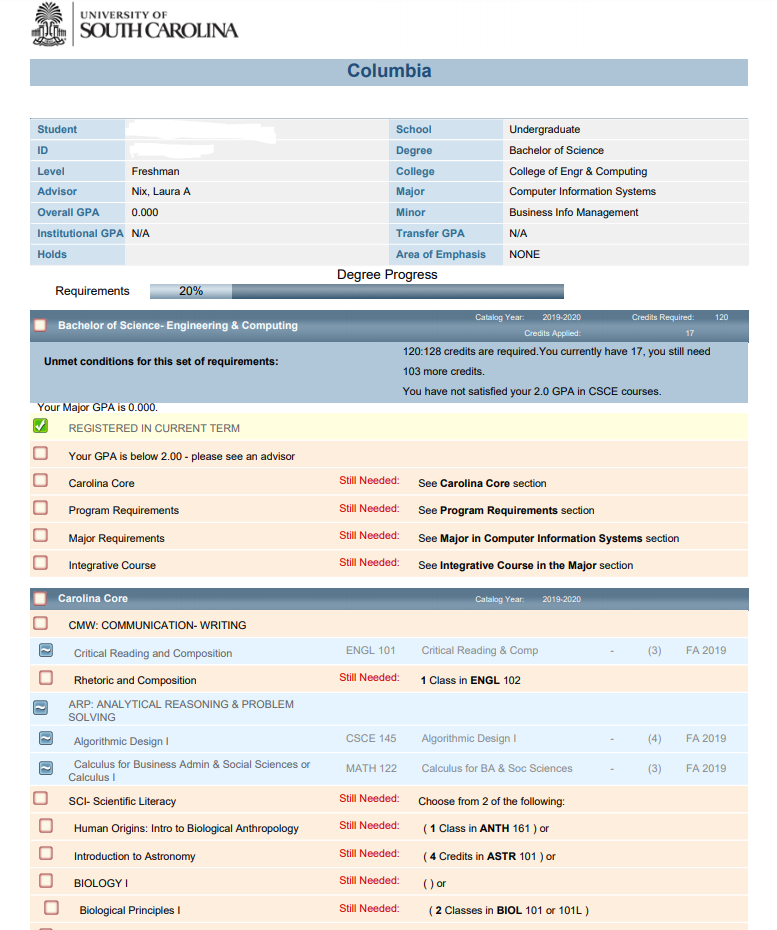 UNIVERSITY OF
SOUTH CAROLINA
Columbia
Student School Undergraduate
ID Degree Bachelor of Science
Level Freshman College College of Engr & Computing
Advisor Nix, Laura A Major Computer Information Systems
Overall GPA 0.000 Minor Business Info Management
Institutional GPA N/A Transfer GPA N/A
Holds Area of Emphasis NONE
Degree Progress
Requirements 20%
Bachelor of Science- Engineering & Computing Catalog Year: 2019-2020 Credits Required: 120
Credits Applied: 17
Unmet conditions for this set of requirements: 120:128 credits are required.You currently have 17, you still need
103 more credits.
You have not satisfied your 2.0 GPA in CSCE courses.
Your Major GPA is 0.000.
REGISTERED IN CURRENT TERM
Your GPA is below 2.00 - please see an advisor
Carolina Core Still Needed: See Carolina Core section
Program Requirements Still Needed: See Program Requirements section
Major Requirements Still Needed: See Major in Computer Information Systems section
Integrative Course Still Needed: See Integrative Course in the Major section
Carolina Core Catalog Year: 2019-2020
CMW: COMMUNICATION- WRITING
Critical Reading and Composition ENGL 101 Critical Reading & Comp - (3) FA 2019
Rhetoric and Composition Still Needed: 1 Class in ENGL 102
ARP: ANALYTICAL REASONING & PROBLEM
SOLVING
Algorithmic Design I CSCE 145 Algorithmic Design I - (4) FA 2019
Calculus for Business Admin & Social Sciences or
Calculus I MATH 122 Calculus for BA & Soc Sciences - (3) FA 2019
SCI- Scientific Literacy Still Needed: Choose from 2 of the following:
Human Origins: Intro to Biological Anthropology Still Needed: ( 1 Class in ANTH 161 ) or
Introduction to Astronomy Still Needed: ( 4 Credits in ASTR 101 ) or
BIOLOGY I Still Needed: ( ) or
Biological Principles I Still Needed: ( 2 Classes in BIOL 101 or 101L )